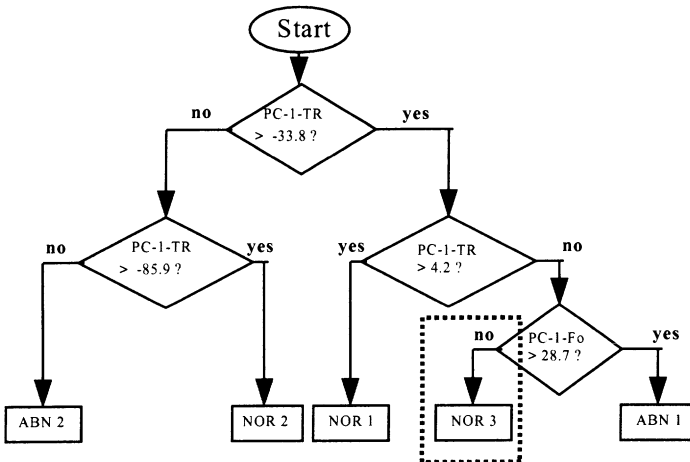 Start
PC-1-TR
> -33.8 ?
no
yes
PC-1-TR
> -85.9 ?
no
yes
PC-1-TR
> 4.2 ?
yes
no
PC-1-Fo
> 28.7 ?
no
yes
ABN 2
NOR 2
NOR 1
NOR 3
ABN 1